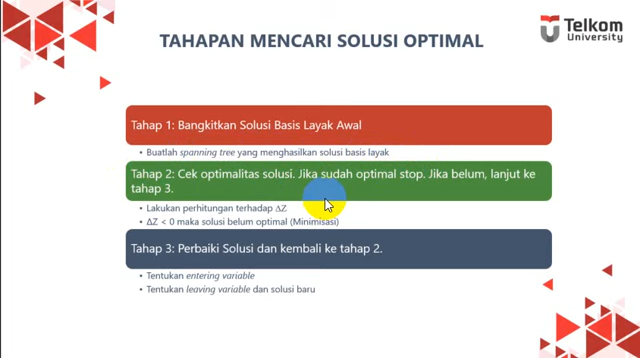 TAHAPAN MENCARI SOLUSI OPTIMAL
Telkom
University
Tahap 1: Bangkitkan Solusi Basis Layak Awal
• Buatlah spanning tree yang menghasilkan solusi basis layak
Tahap 2: Cek optimalitas solusi. Jika sudah optimal stop. Jika belum, lanjut ke
tahap 3.
• Lakukan perhitungan terhadap ΔZ
• ΔZ < 0 maka solusi belum optimal (Minimisasi)
Tahap 3: Perbaiki Solusi dan kembali ke tahap 2.
• Tentukan entering variable
• Tentukan leaving variable dan solusi baru